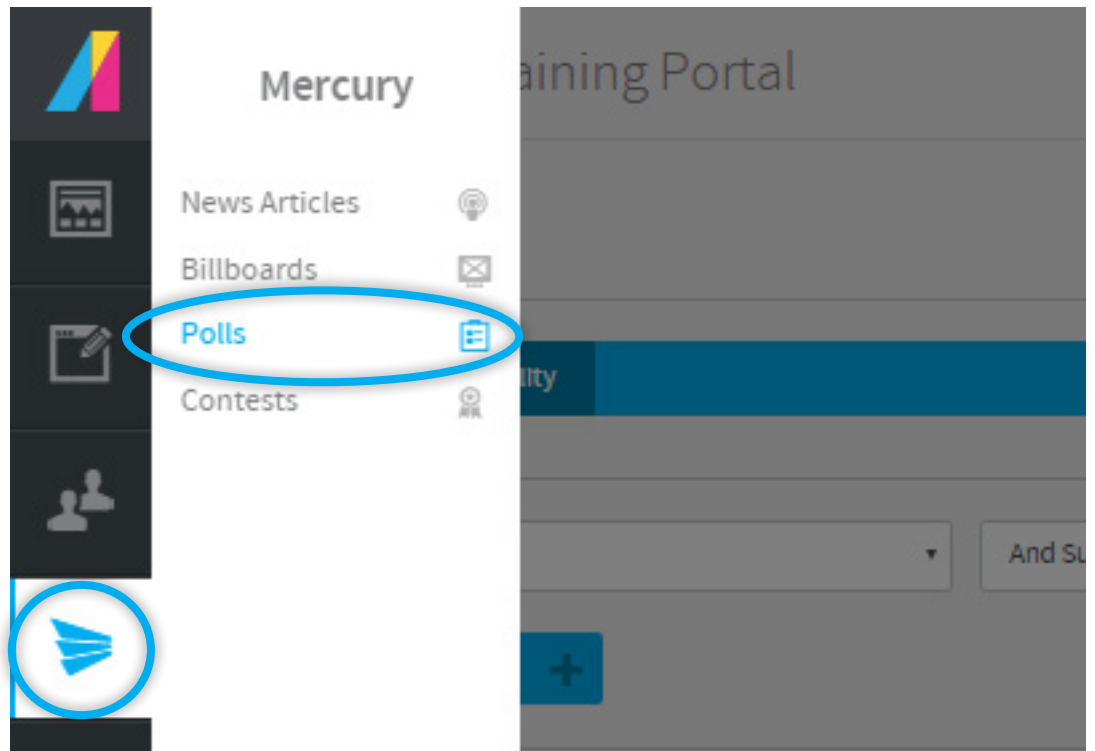 Mercury
aining Portal
News Articles
Billboards
Polls
Contests
lity
And Su